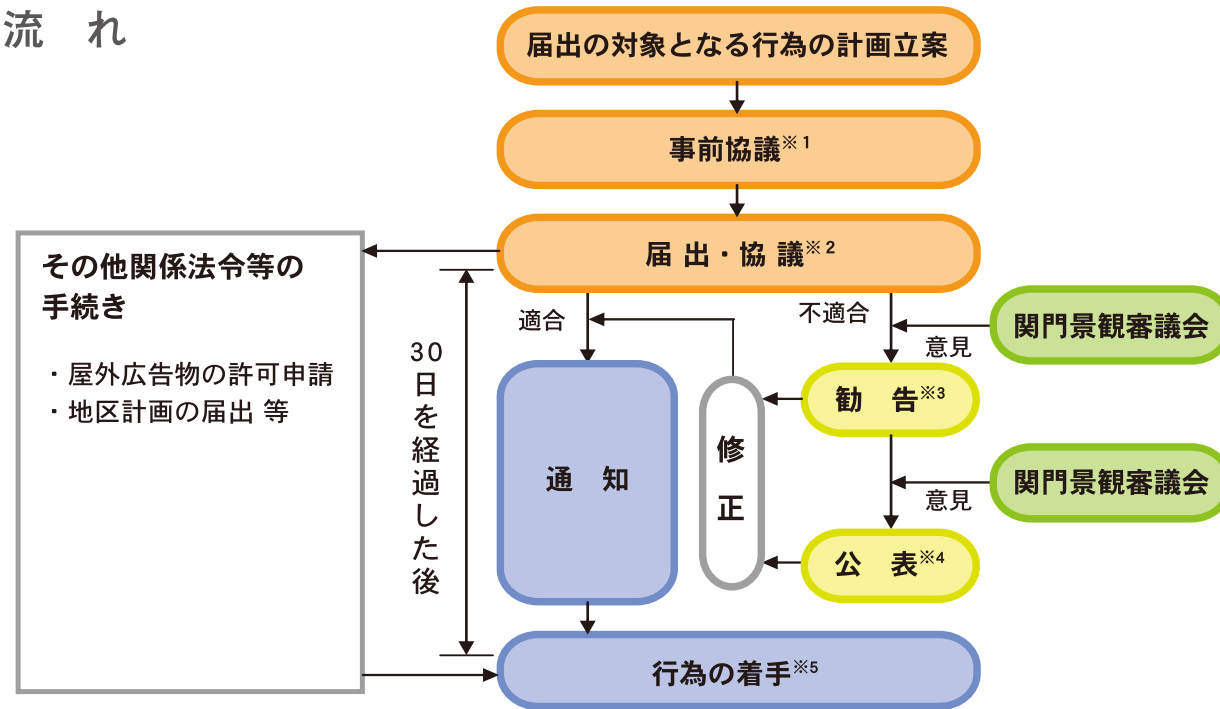 流れ
届出の対象となる行為の計画立案
事前協議※1
届出・協議※2
その他関係法令等の
手続き
・屋外広告物の許可申請
・地区計画の届出 等
30日を経過した後
適合
不適合
関門景観審議会
意見
勧告※3
修正
通知
関門景観審議会
意見
公表※4
行為の着手※5